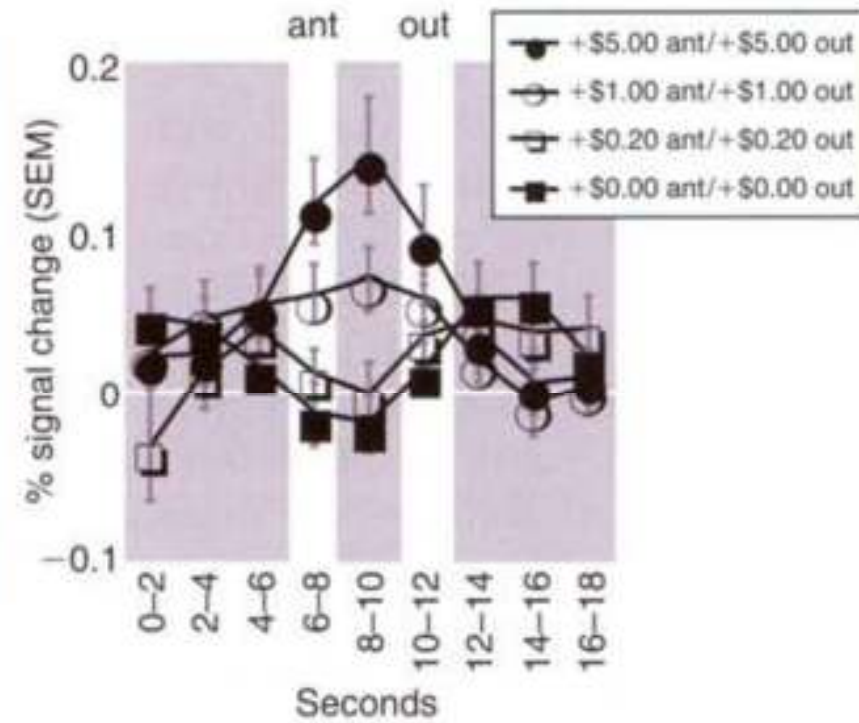 ant out
+$5.00 ant/+$5.00 out
+$1.00 ant/+$1.00 out
+$0.20 ant/+$0.20 out
+$0.00 ant/+$0.00 out
% signal change (SEM)
0.2
0.1
0
−0.1
0–2
2–4
4–6
6–8
8–10
10–12
12–14
14–16
16–18
Seconds